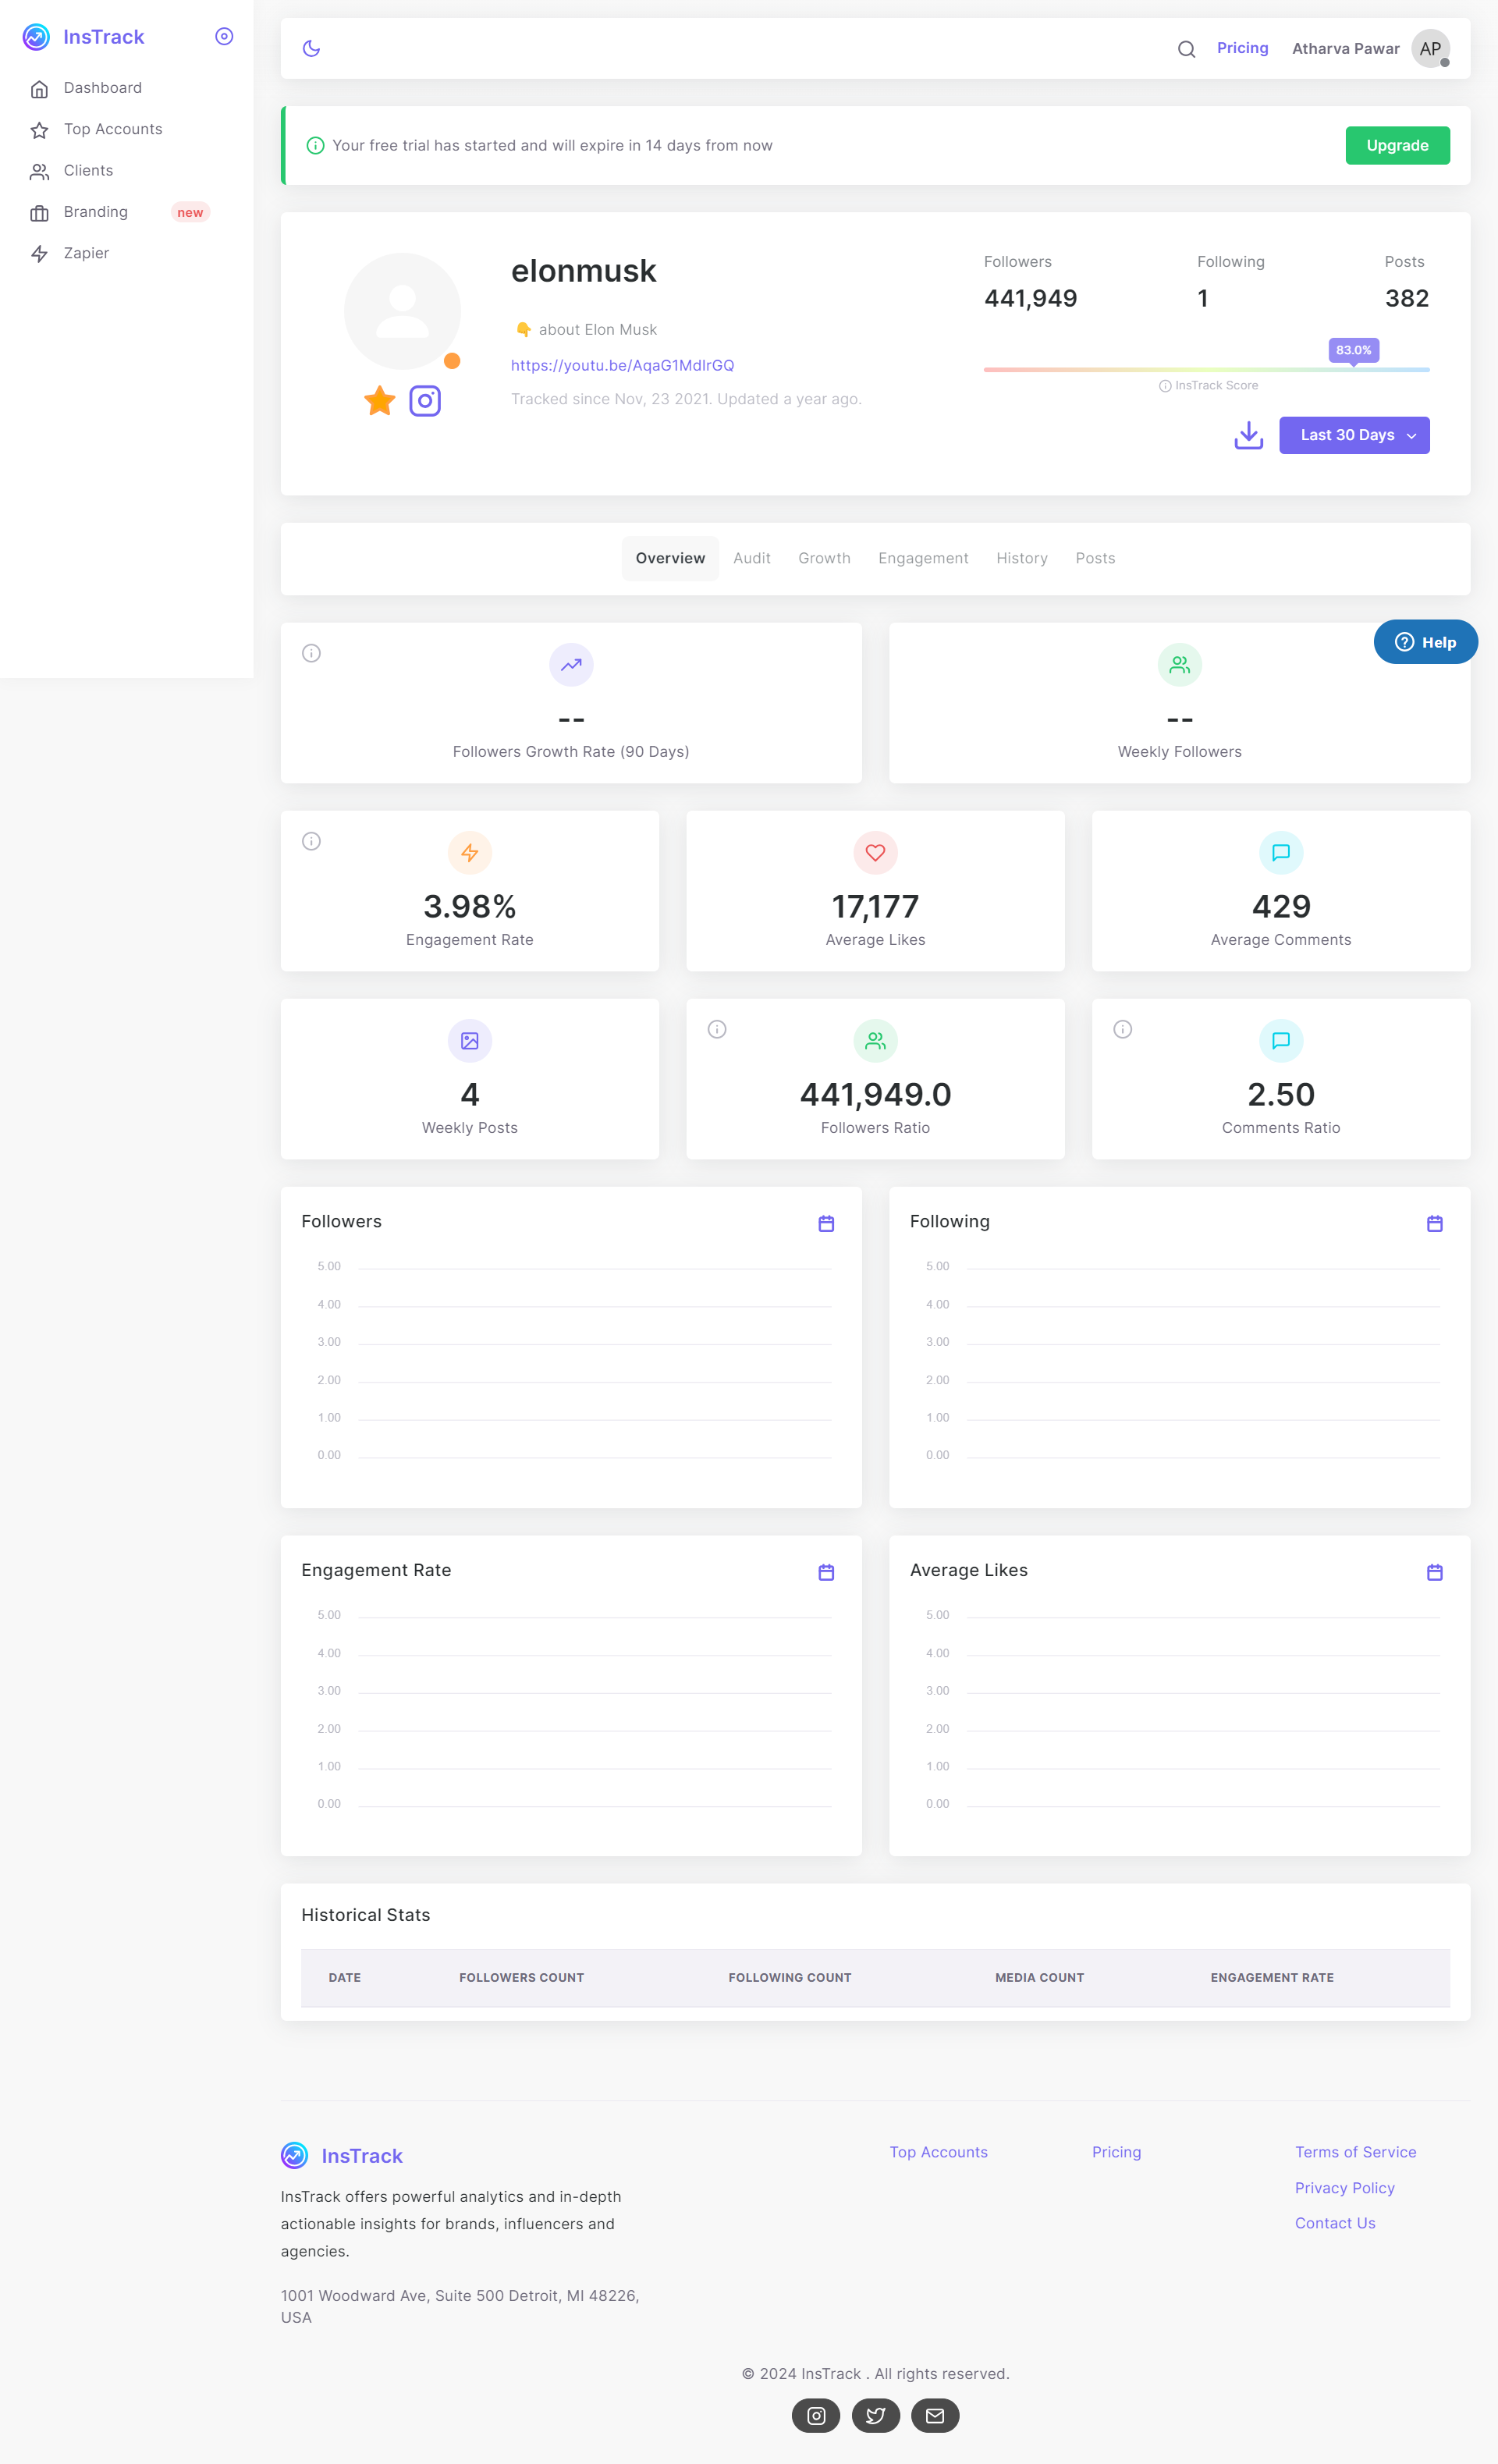 InsTrack
Dashboard
Top Accounts
Clients
Branding new
Zapier
Pricing Atharva Pawar AP
Your free trial has started and will expire in 14 days from now Upgrade
elonmusk
👇 about Elon Musk
https://youtu.be/AqaG1MdIrGQ
Tracked since Nov, 23 2021. Updated a year ago.
Followers Following Posts
441,949 1 382
83.0%
InsTrack Score
Last 30 Days
Overview Audit Growth Engagement History Posts
Help
-- --
Followers Growth Rate (90 Days) Weekly Followers
3.98% 17,177 429
Engagement Rate Average Likes Average Comments
4 441,949.0 2.50
Weekly Posts Followers Ratio Comments Ratio
Followers
5.00
4.00
3.00
2.00
1.00
0.00
Following
5.00
4.00
3.00
2.00
1.00
0.00
Engagement Rate
5.00
4.00
3.00
2.00
1.00
0.00
Average Likes
5.00
4.00
3.00
2.00
1.00
0.00
Historical Stats
DATE FOLLOWERS COUNT FOLLOWING COUNT MEDIA COUNT ENGAGEMENT RATE
InsTrack
InsTrack offers powerful analytics and in-depth
actionable insights for brands, influencers and
agencies.
1001 Woodward Ave, Suite 500 Detroit, MI 48226,
USA
Top Accounts
Pricing
Terms of Service
Privacy Policy
Contact Us
© 2024 InsTrack . All rights reserved.